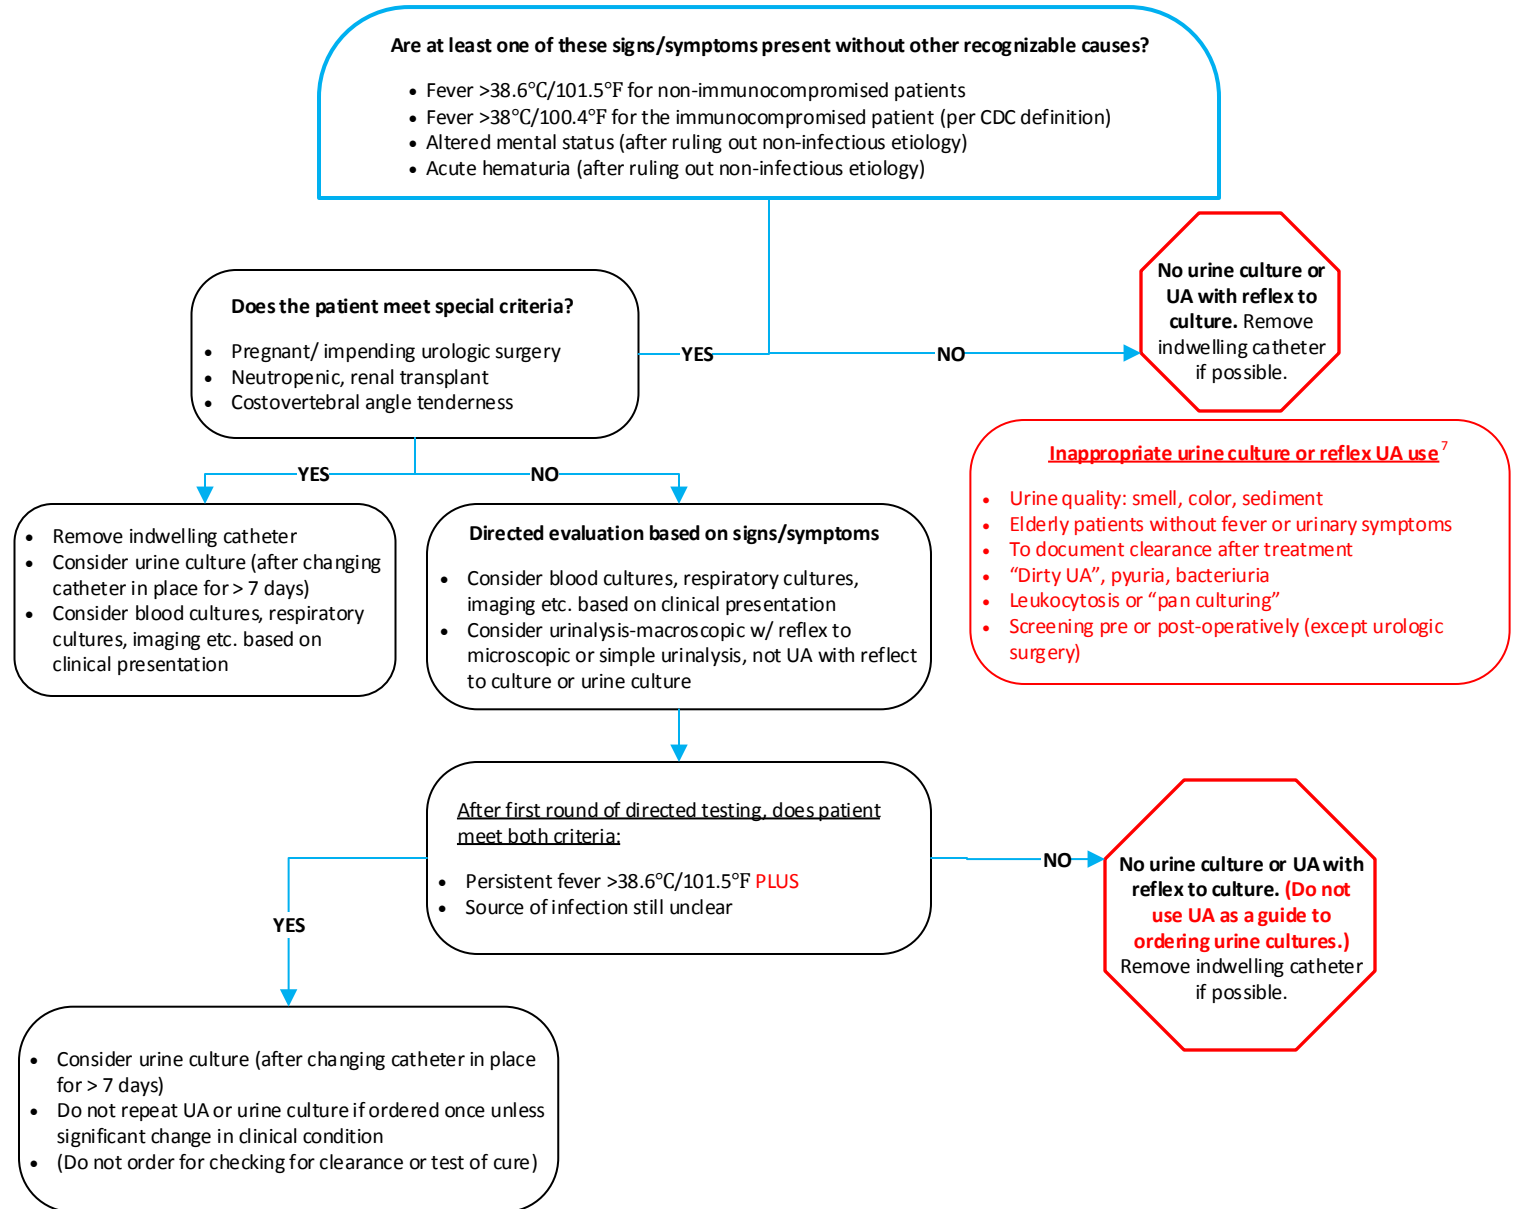 Are at least one of these signs/symptoms present without other recognizable causes?
• Fever >38.6℃/101.5℉ for non-immunocompromised patients
• Fever >38℃/100.4℉ for the immunocompromised patient (per CDC definition)
• Altered mental status (after ruling out non-infectious etiology)
• Acute hematuria (after ruling out non-infectious etiology)
No urine culture or
UA with reflex to
culture. Remove
indwelling catheter
if possible.
Does the patient meet special criteria?
• Pregnant/ impending urologic surgery
• Neutropenic, renal transplant
• Costovertebral angle tenderness
YES
NO
Inappropriate urine culture or reflex UA use7
• Urine quality: smell, color, sediment
• Elderly patients without fever or urinary symptoms
• To document clearance after treatment
• “Dirty UA”, pyuria, bacteriuria
• Leukocytosis or “pan culturing”
• Screening pre or post-operatively (except urologic
surgery)
YES
NO
• Remove indwelling catheter
• Consider urine culture (after changing
catheter in place for > 7 days)
• Consider blood cultures, respiratory
cultures, imaging etc. based on
clinical presentation
Directed evaluation based on signs/symptoms
• Consider blood cultures, respiratory cultures,
imaging etc. based on clinical presentation
• Consider urinalysis-macroscopic w/ reflex to
microscopic or simple urinalysis, not UA with reflect
to culture or urine culture
After first round of directed testing, does patient
meet both criteria:
• Persistent fever >38.6℃/101.5℉ PLUS
• Source of infection still unclear
YES
NO
No urine culture or UA with
reflex to culture. (Do not
use UA as a guide to
ordering urine cultures.)
Remove indwelling catheter
if possible.
• Consider urine culture (after changing catheter in place
for > 7 days)
• Do not repeat UA or urine culture if ordered once unless
significant change in clinical condition
• (Do not order for checking for clearance or test of cure)